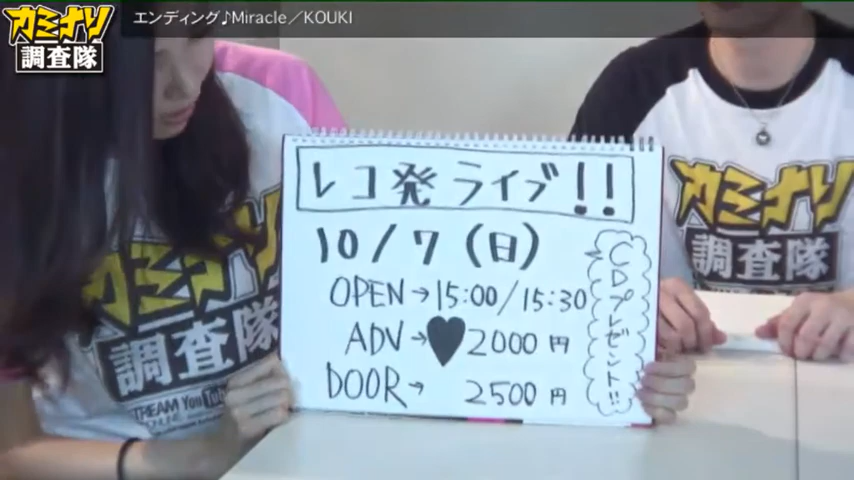 カミナリ
調査隊
エンディング♪Miracle／KOUKI
レコ発ライブ!!
10/7(日)
OPEN→15:00/15:30
ADV→♥2000円
DOOR→2500円
CDプレゼント!!
カミナリ
調査隊
STREAM YouTube
カミナリ
調査隊